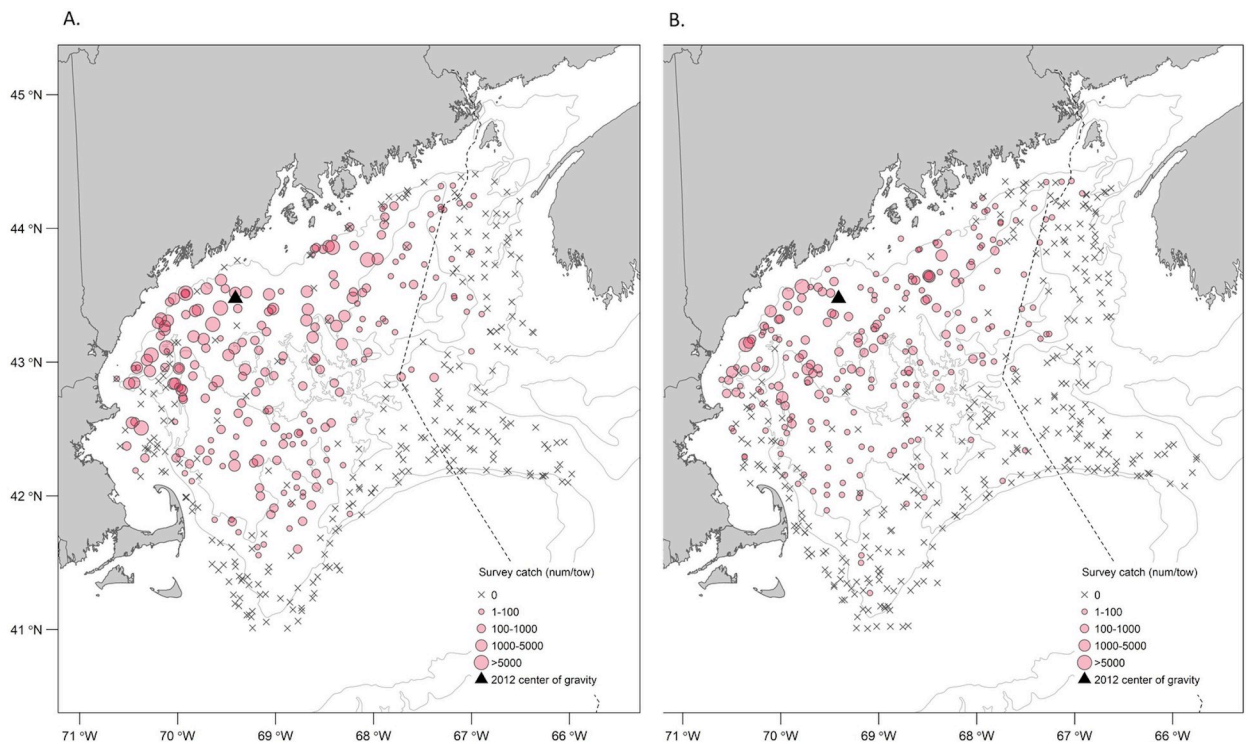 A.
B.
45 °N
44 °N
43 °N
42 °N
41 °N
Survey catch (num/tow)
0
1-100
100-1000
1000-5000
>5000
2012 center of gravity
Survey catch (num/tow)
0
1-100
100-1000
1000-5000
>5000
2012 center of gravity
71 °W 70 °W 69 °W 68 °W 67 °W 66 °W
71 °W 70 °W 69 °W 68 °W 67 °W 66 °W